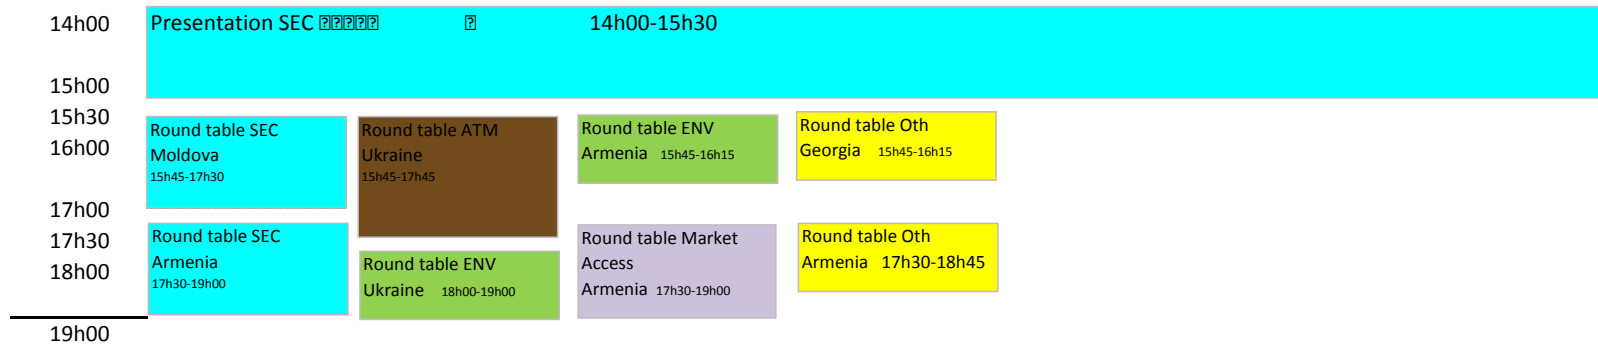 14h00
Presentation SEC 14h00-15h30
15h00
15h30
16h00
17h00
17h30
18h00
19h00
Round table SEC
Moldova
15h45-17h30
Round table ATM
Ukraine
15h45-17h45
Round table ENV
Armenia 15h45-16h15
Round table Oth
Georgia 15h45-16h15
Round table SEC
Armenia
17h30-19h00
Round table ENV
Ukraine 18h00-19h00
Round table Market
Access
Armenia 17h30-19h00
Round table Oth
Armenia 17h30-18h45